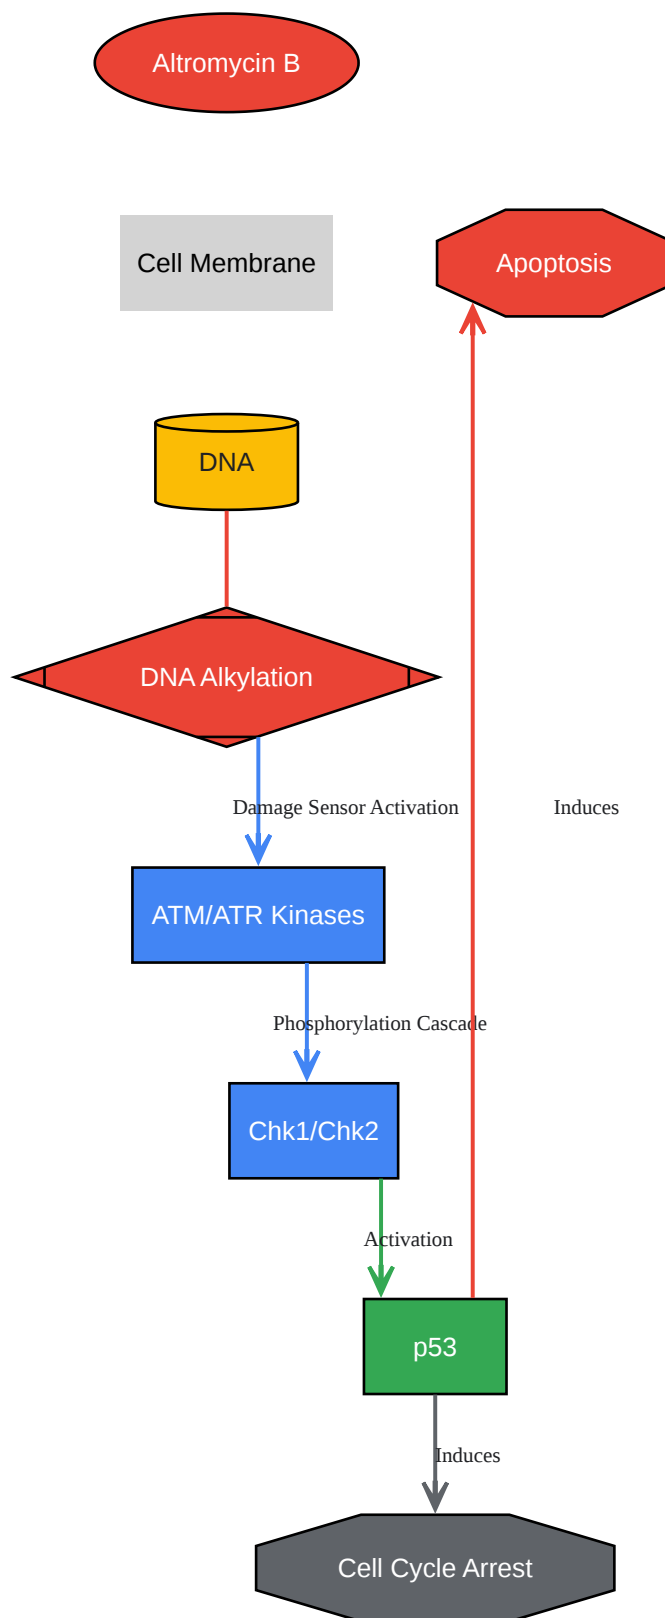 Altromycin B
Cell Membrane
Apoptosis
DNA
DNA Alkylation
Damage Sensor Activation
Induces
ATM/ATR Kinases
Phosphorylation Cascade
Chk1/Chk2
Activation
p53
Induces
Cell Cycle Arrest